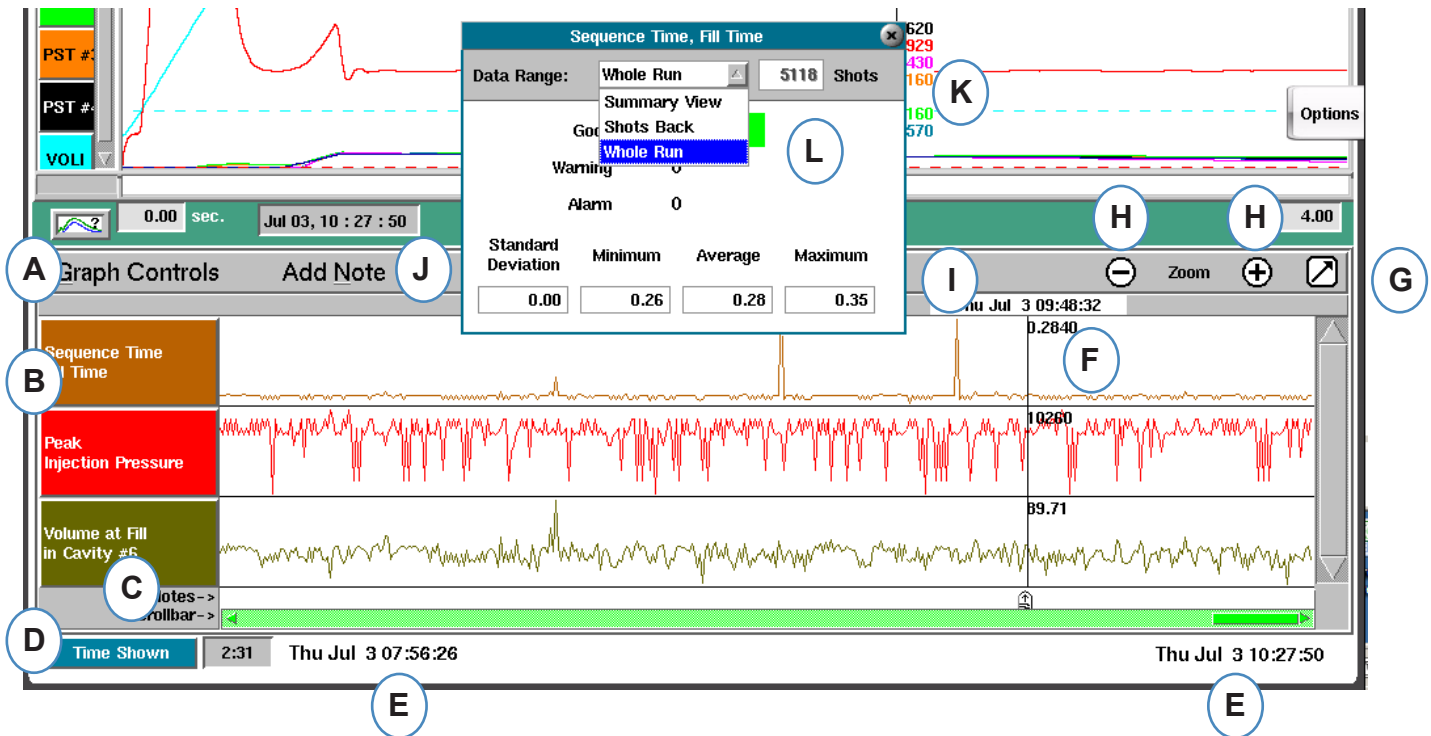 620
Sequence Time, Fill Time
929
PST #
430
Data Range: Whole Run 5118 Shots
160
K
Summary View
PST #
160
Options
Shots Back
570
Whole Run
L
VOLI
Warning 0
Alarm 0
0.00 sec.
Jul 03, 10 : 27 : 50
H
H
4.00
Standard Deviation
Minimum
Average
Maximum
A
Graph Controls
Add Note
J
I
Zoom
G
0.00
0.26
0.28
0.35
Thu Jul 3 09:48:32
0.2840
Sequence Time
Time
B
F
10260
Peak
Injection Pressure
89.71
Volume at Fill
in Cavity #6
C
Notes->
Scrollbar->
D
Time Shown
2:31
Thu Jul 3 07:56:26
Thu Jul 3 10:27:50
E
E